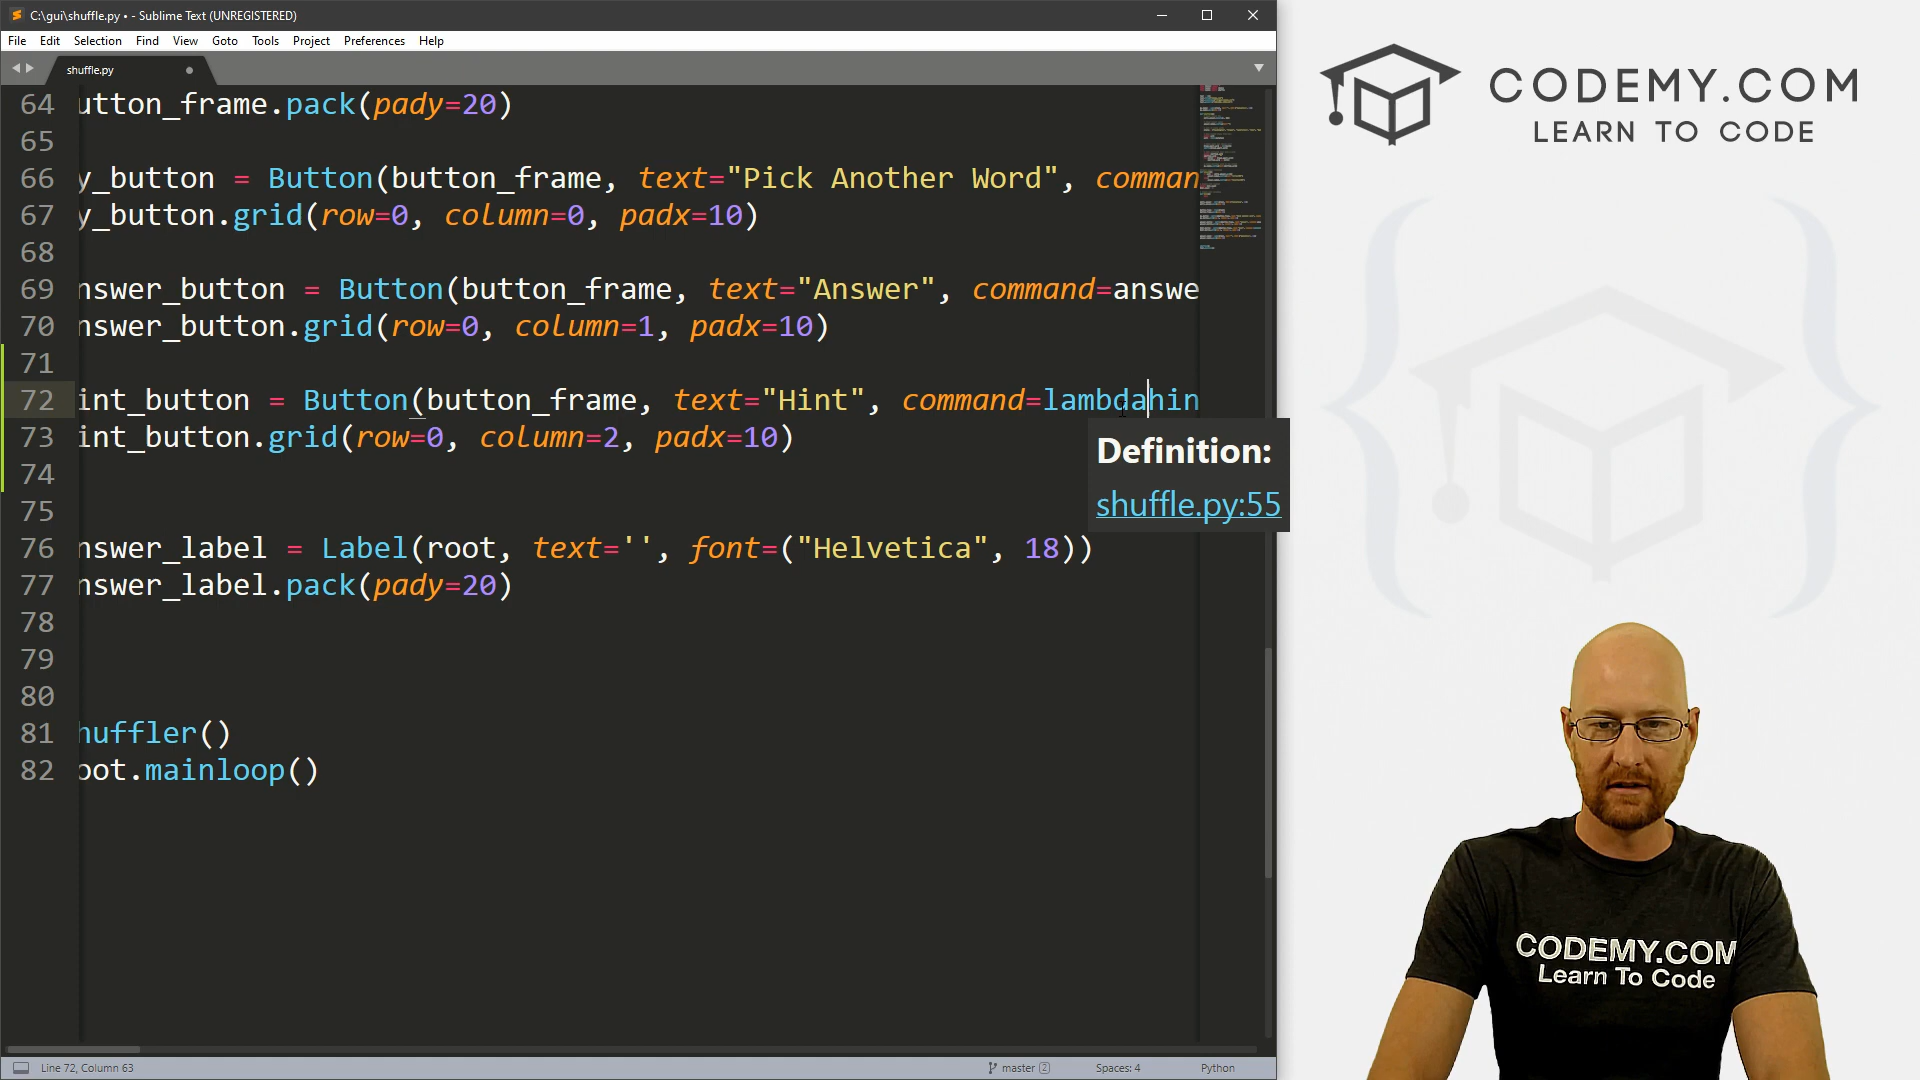 C:\gui\shuffle.py • - Sublime Text (UNREGISTERED)
File Edit Selection Find View Goto Tools Project Preferences Help
shuffle.py
64 utton_frame.pack(pady=20)
65
66 y_button = Button(button_frame, text="Pick Another Word", comman
67 y_button.grid(row=0, column=0, padx=10)
68
69 nswer_button = Button(button_frame, text="Answer", command=answe
70 nswer_button.grid(row=0, column=1, padx=10)
71
72 int_button = Button(button_frame, text="Hint", command=lambdahin
73 int_button.grid(row=0, column=2, padx=10)
74
75
76 nswer_label = Label(root, text='', font=("Helvetica", 18))
77 nswer_label.pack(pady=20)
78
79
80
81 huffler()
82 oot.mainloop()
Definition:
shuffle.py:55
Line 72, Column 63
master 2
Spaces: 4
Python
CODEMY.COM
LEARN TO CODE
CODEMY.COM
Learn To Code